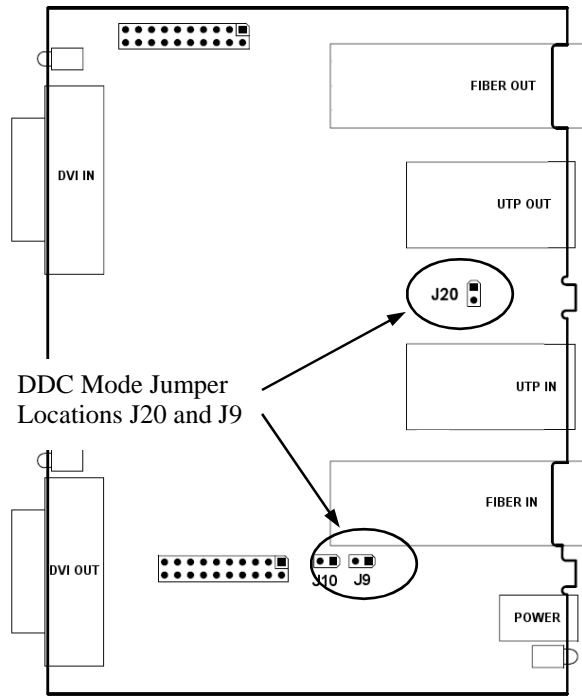 FIBER OUT
DVI IN
UTP OUT
J20
DDC Mode Jumper
Locations J20 and J9
UTP IN
FIBER IN
DVI OUT
J10 J9
POWER